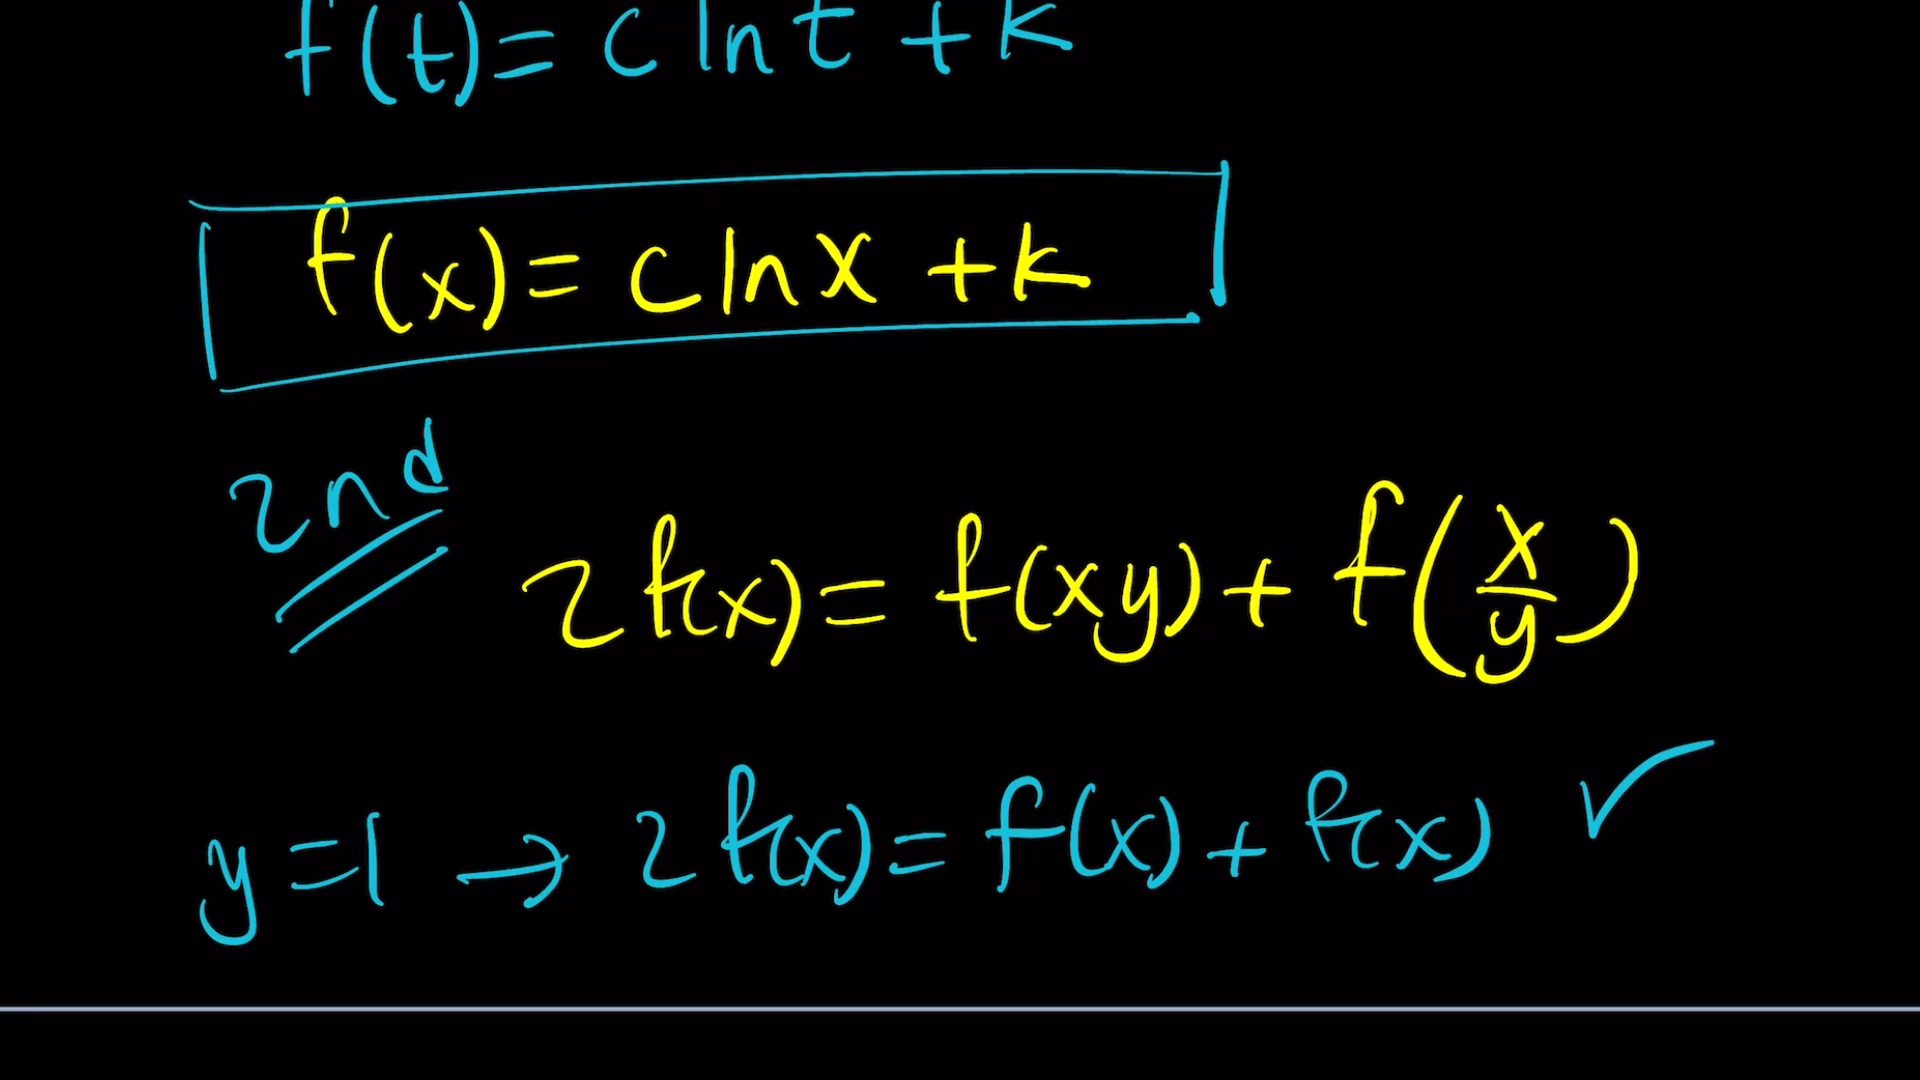 f(t) = c ln t + k
f(x) = c ln x + k
2nd
2f(x) = f(xy) + f(x/y)
y = 1 → 2f(x) = f(x) + f(x) ✓